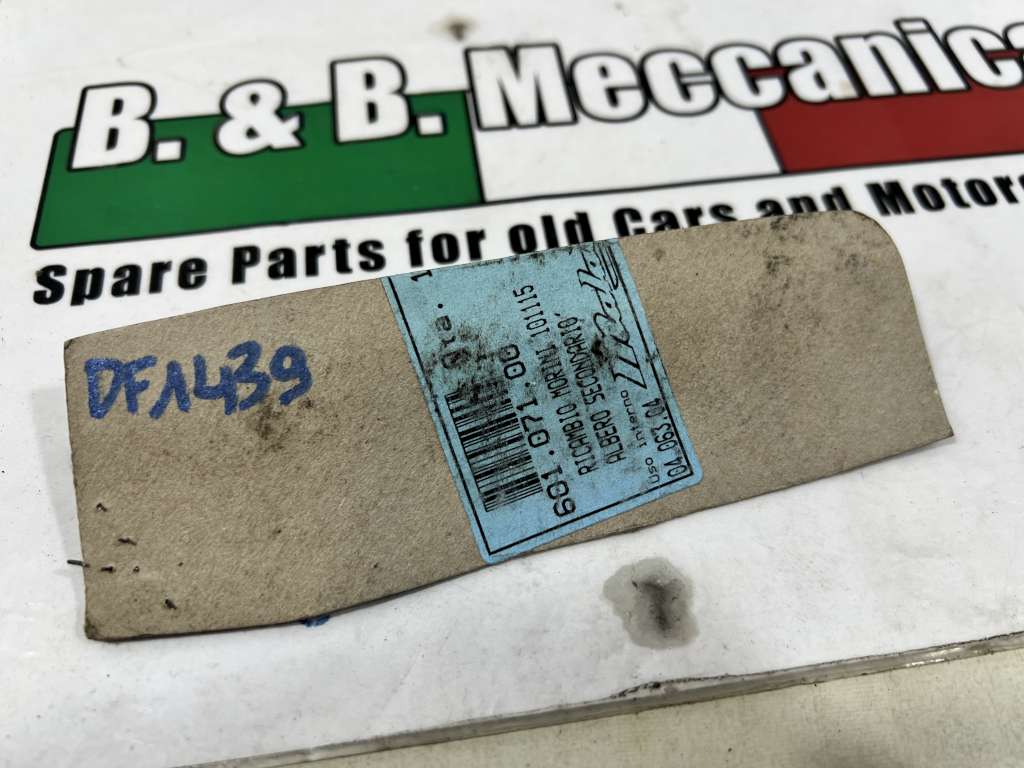 B. & B. Meccanica
Spare Parts for old Cars and Motors
DF1439
601.071.00
RICAMBIO MORINI 101115
ALBERO SECONDARIO,
Uso interno
04.063.04